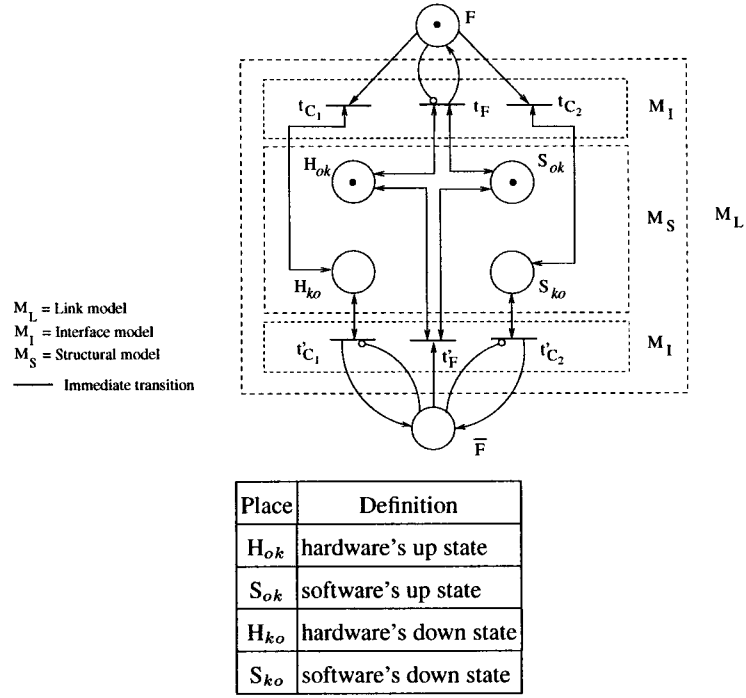 F
t_C1
t_F
t_C2
M_I
H_ok
S_ok
M_S
M_L
H_ko
S_ko
M_L = Link model
M_I = Interface model
M_S = Structural model
Immediate transition
t'_C1
t'_F
t'_C2
M_I
F̅
Place Definition
H_ok hardware's up state
S_ok software's up state
H_ko hardware's down state
S_ko software's down state